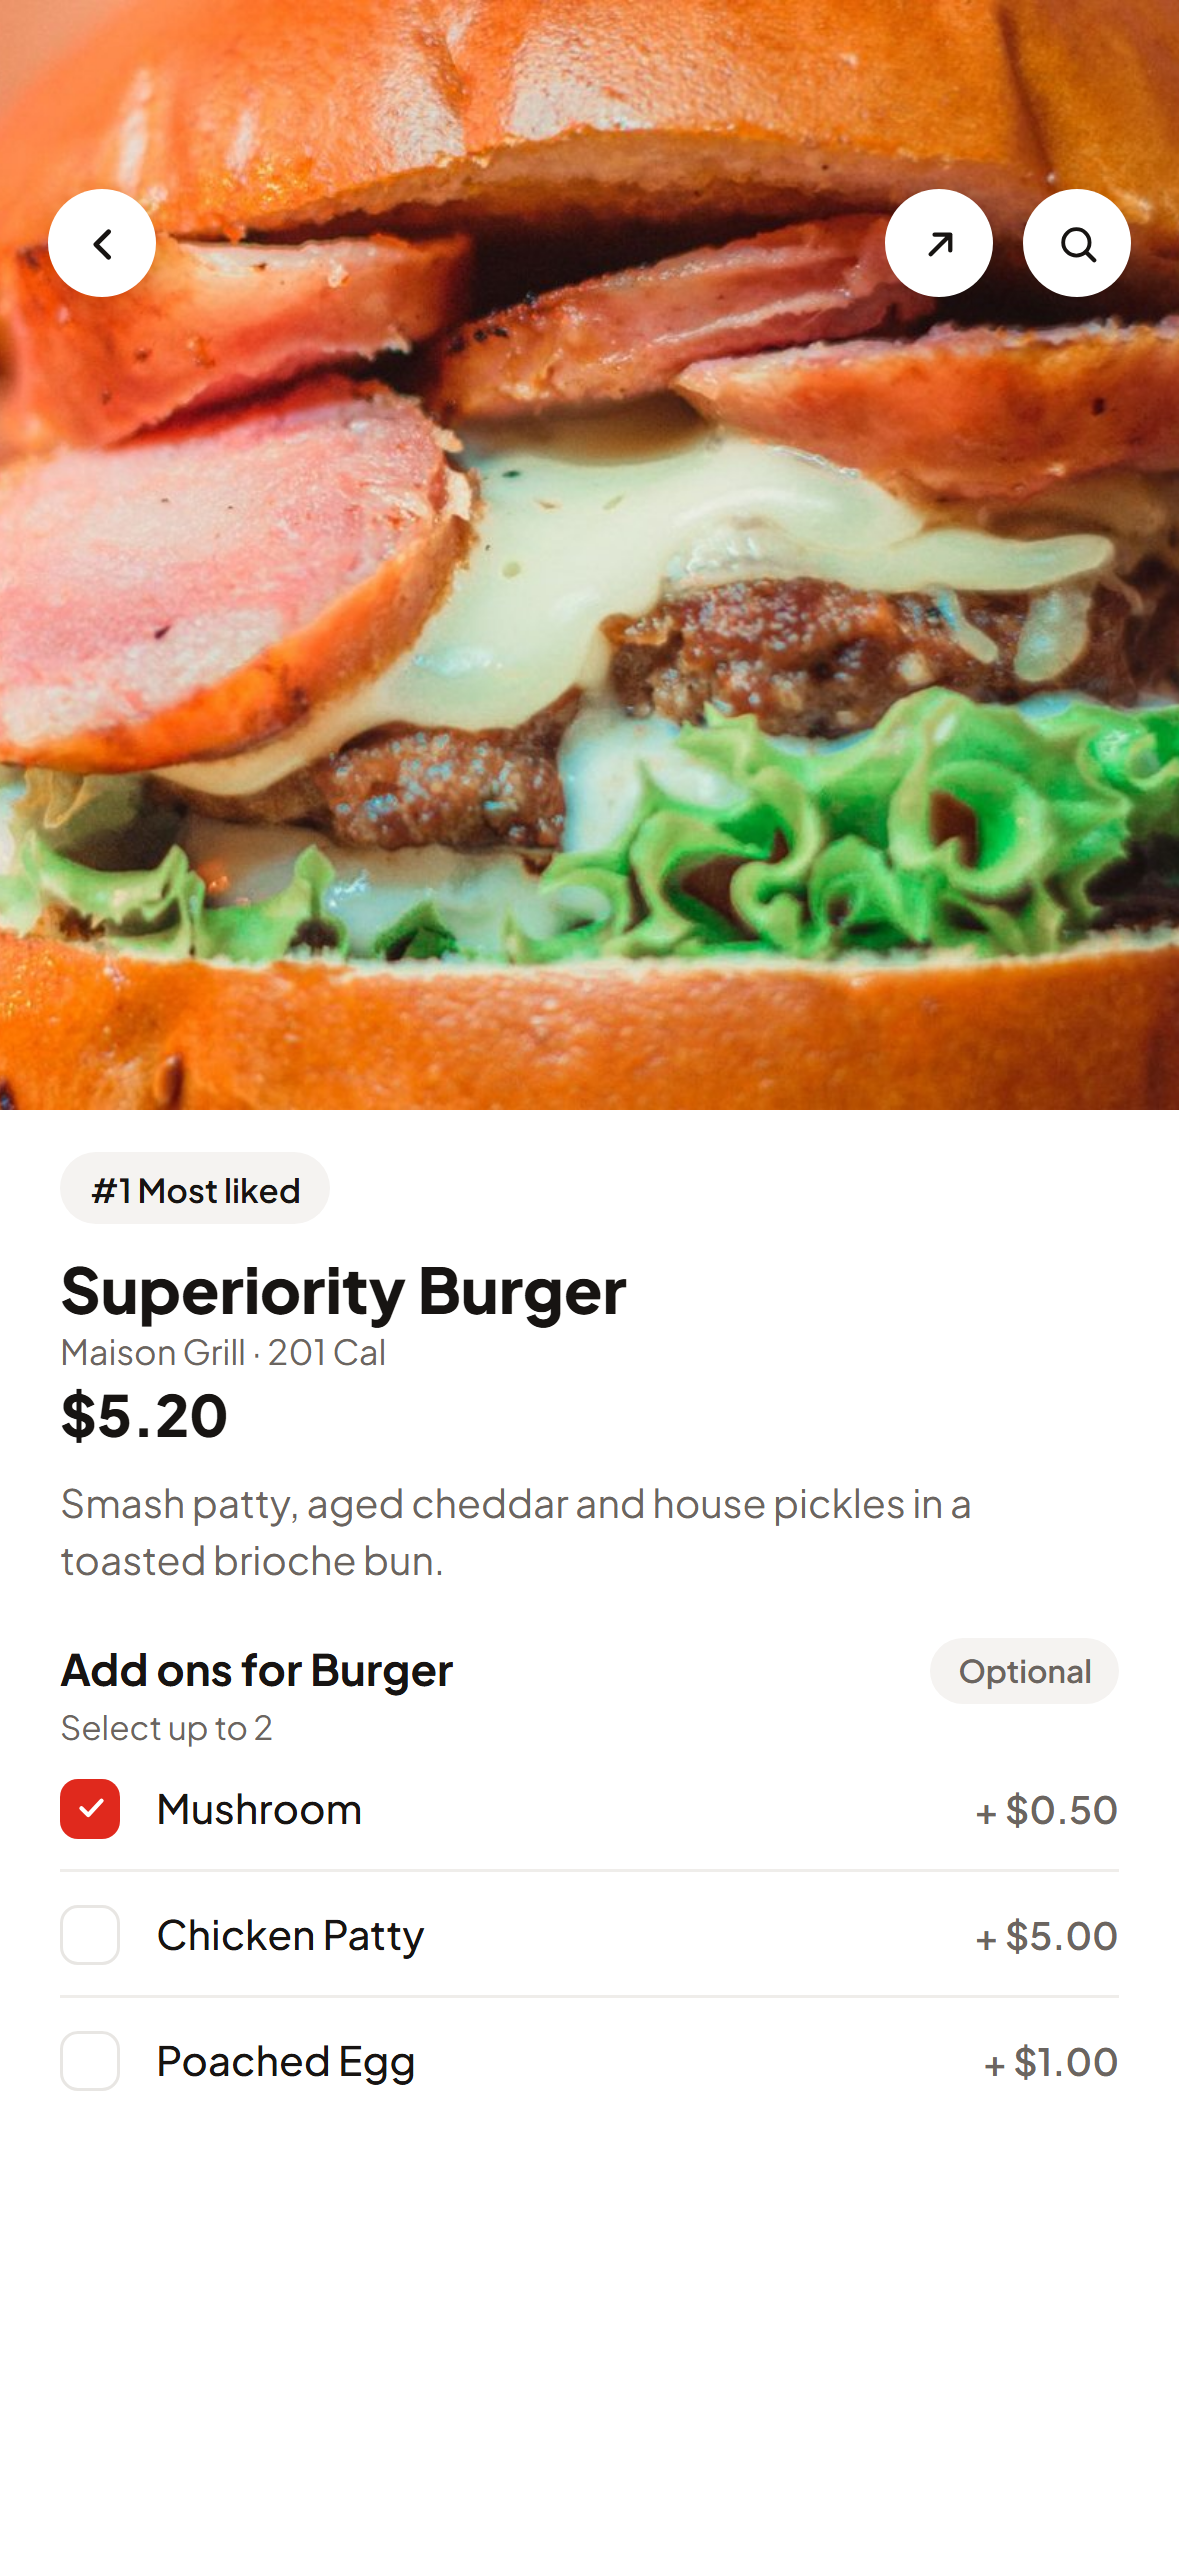 #1 Most liked
Superiority Burger
Maison Grill · 201 Cal
$5.20
Smash patty, aged cheddar and house pickles in a
toasted brioche bun.
Add ons for Burger
Optional
Select up to 2
Mushroom + $0.50
Chicken Patty + $5.00
Poached Egg + $1.00